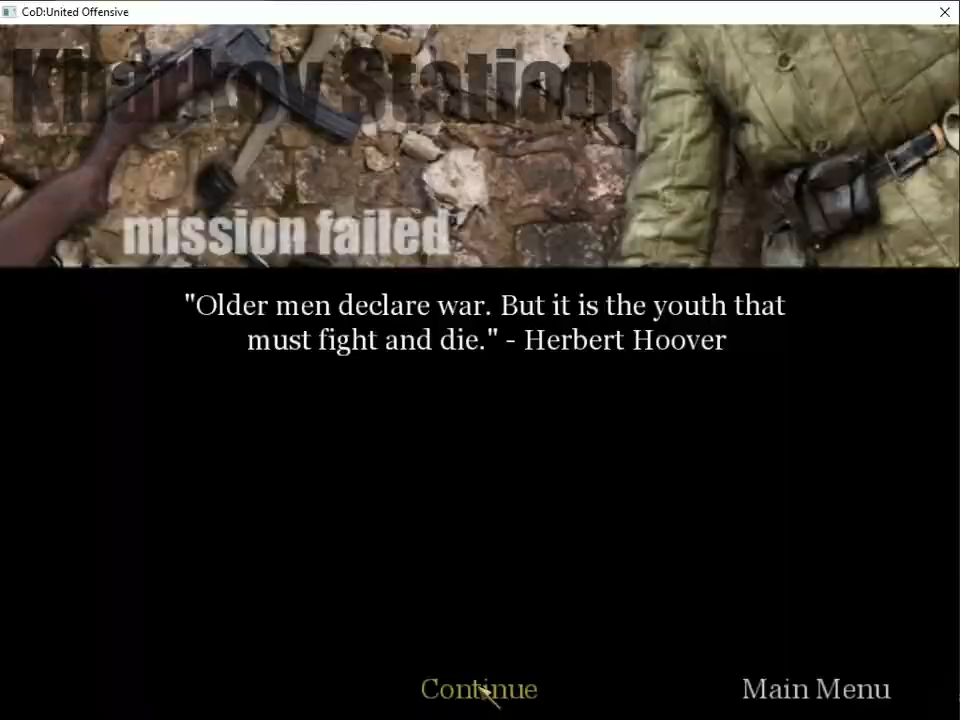 CoD:United Offensive
Kharkov Station
mission failed
"Older men declare war. But it is the youth that
must fight and die." - Herbert Hoover
Continue
Main Menu